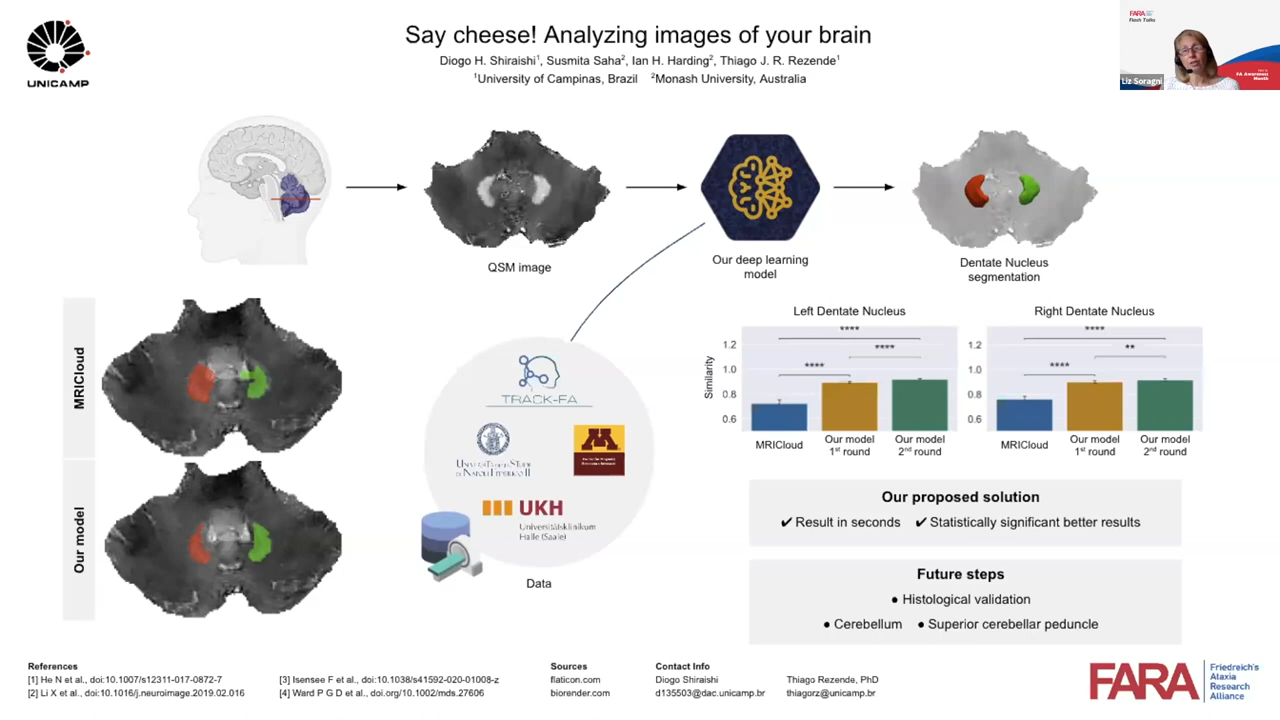 UNICAMP
Say cheese! Analyzing images of your brain
Diogo H. Shiraishi¹, Susmita Saha², Ian H. Harding², Thiago J. R. Rezende¹
¹University of Campinas, Brazil ²Monash University, Australia
FARA
Flash Talks
Liz Soragni
FA Awareness
Month
QSM image
Our deep learning
model
Dentate Nucleus
segmentation
MRICloud
Our model
TRACK-FA
UKH
Universitätsklinikum
Halle (Saale)
Data
Left Dentate Nucleus
Similarity
1.2
1.0
0.8
0.6
****
****
****
MRICloud
Our model
1st round
Our model
2nd round
Right Dentate Nucleus
1.2
1.0
0.8
0.6
****
**
****
MRICloud
Our model
1st round
Our model
2nd round
Our proposed solution
✔ Result in seconds ✔ Statistically significant better results
Future steps
● Histological validation
● Cerebellum ● Superior cerebellar peduncle
References
[1] He N et al., doi:10.1007/s12311-017-0872-7
[2] Li X et al., doi:10.1016/j.neuroimage.2019.02.016
[3] Isensee F et al., doi:10.1038/s41592-020-01008-z
[4] Ward P G D et al., doi.org/10.1002/mds.27606
Sources
flaticon.com
biorender.com
Contact Info
Diogo Shiraishi
d135503@dac.unicamp.br
Thiago Rezende, PhD
thiagorz@unicamp.br
FARA
Friedreich's
Ataxia
Research
Alliance